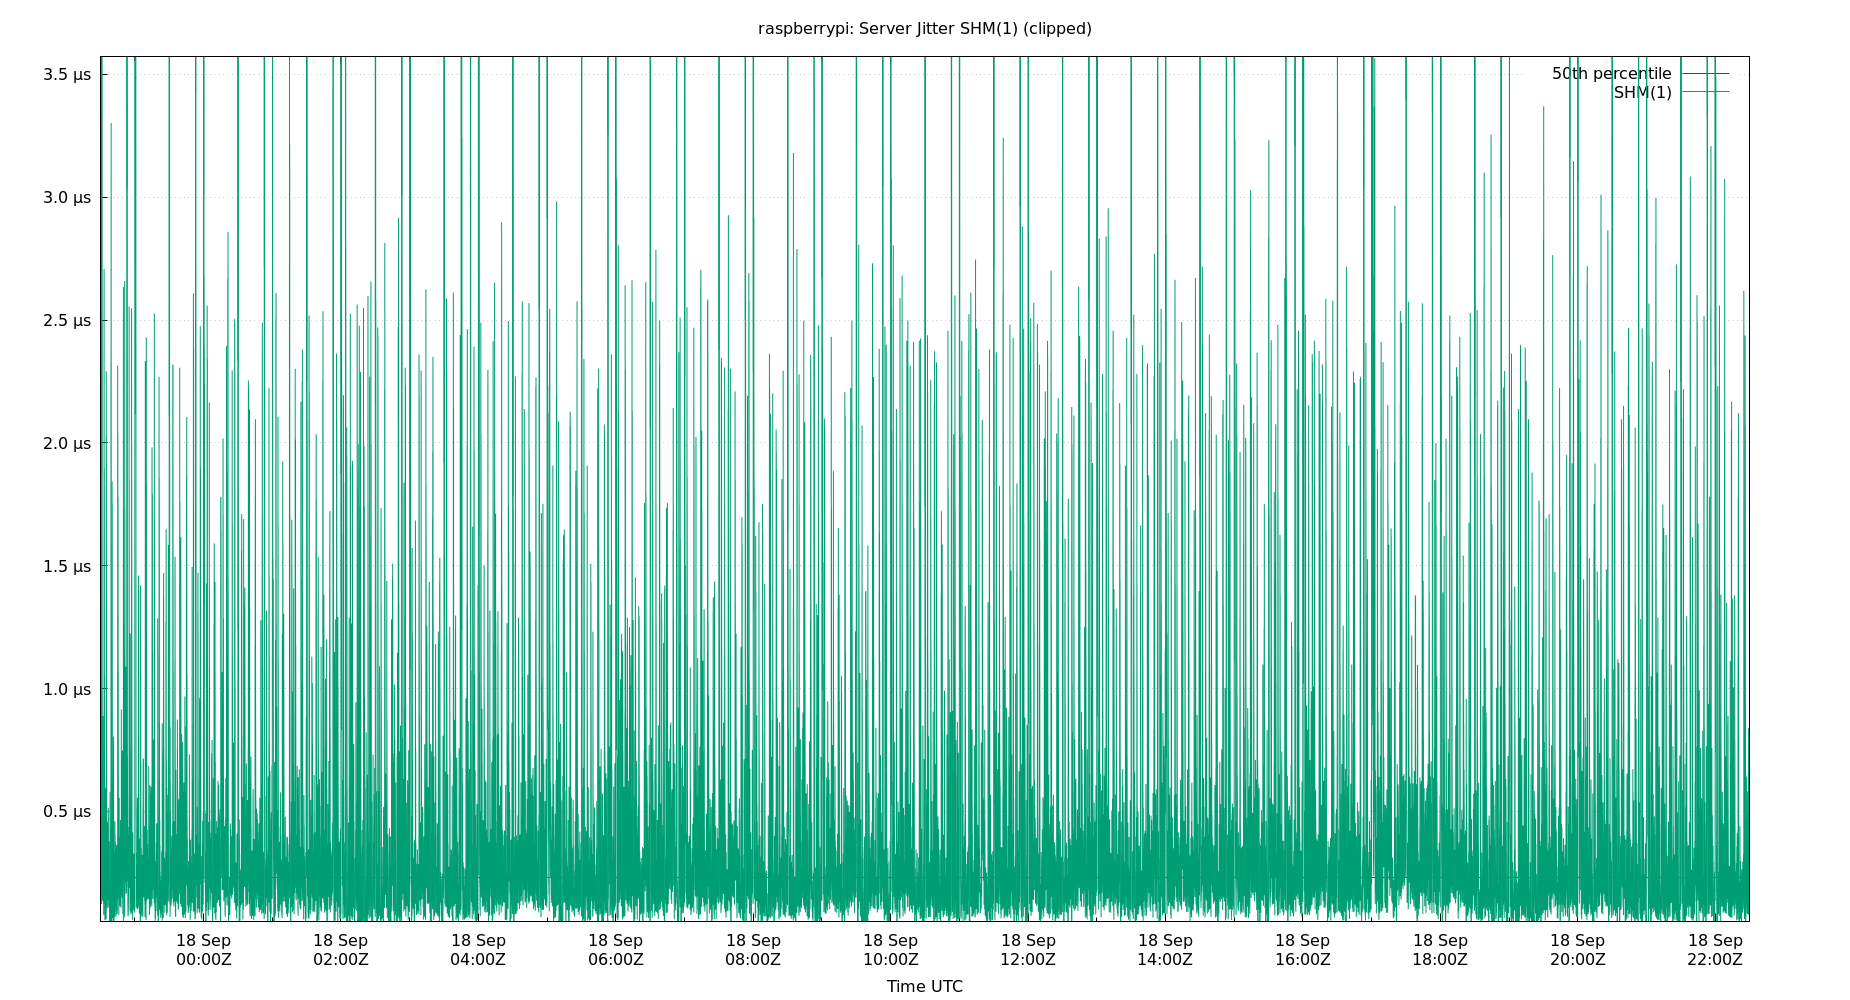 raspberrypi: Server Jitter SHM(1) (clipped)
3.5 µs
3.0 µs
2.5 µs
2.0 µs
1.5 µs
1.0 µs
0.5 µs
50th percentile
SHM(1)
18 Sep 18 Sep 18 Sep 18 Sep 18 Sep 18 Sep 18 Sep 18 Sep 18 Sep 18 Sep 18 Sep 18 Sep
00:00Z 02:00Z 04:00Z 06:00Z 08:00Z 10:00Z 12:00Z 14:00Z 16:00Z 18:00Z 20:00Z 22:00Z
Time UTC